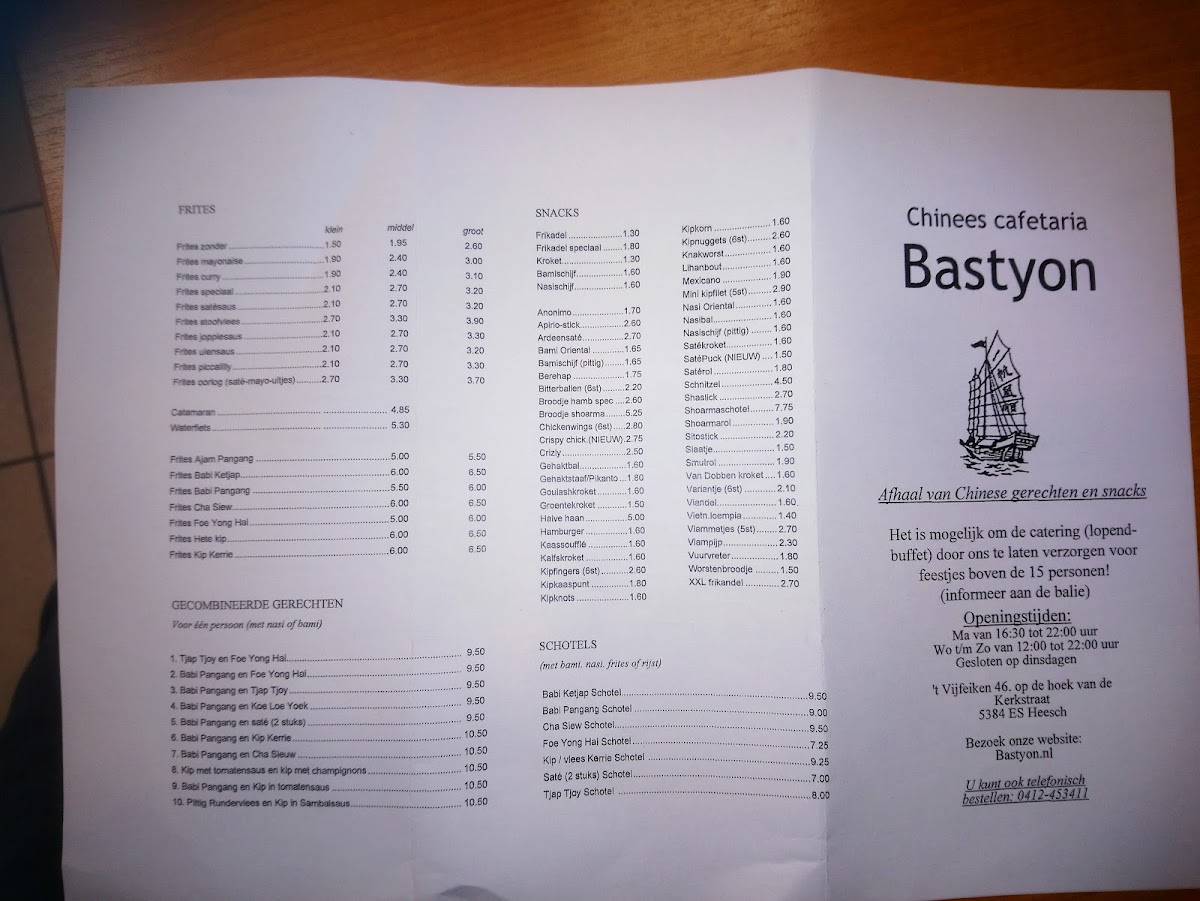 FRITES
klein middel groot
Frites zonder 1.50 1.95 2.60
Frites mayonaise 1.90 2.40 3.00
Frites curry 1.90 2.40 3.10
Frites speciaal 2.10 2.70 3.20
Frites satésaus 2.10 2.70 3.20
Frites stoofvlees 2.70 3.30 3.90
Frites joppiesaus 2.10 2.70 3.30
Frites uiensaus 2.10 2.70 3.20
Frites piccalilly 2.10 2.70 3.30
Frites oorlog (saté-mayo-uitjes) 2.70 3.30 3.70
Catamaran 4.85
Waterfiets 5.30
Frites Ajam Pangang 5.00 5.50
Frites Babi Ketjap 6.00 6.50
Frites Babi Pangang 5.50 6.00
Frites Cha Siew 6.00 6.50
Frites Foe Yong Hai 5.00 6.00
Frites Hete kip 6.00 6.50
Frites Kip Kerrie 6.00 6.50
GECOMBINEERDE GERECHTEN
Voor één persoon (met nasi of bami)
1. Tjap Tjoy en Foe Yong Hai 9.50
2. Babi Pangang en Foe Yong Hai 9.50
3. Babi Pangang en Tjap Tjoy 9.50
4. Babi Pangang en Koe Loe Yoek 9.50
5. Babi Pangang en saté (2 stuks) 9.50
6. Babi Pangang en Kip Kerrie 10.50
7. Babi Pangang en Cha Sieuw 10.50
8. Kip met tomatensaus en kip met champignons 10.50
9. Babi Pangang en Kip in tomatensaus 10.50
10. Pittig Rundervlees en Kip in Sambalsaus 10.50
SNACKS
Frikadel 1.30
Frikadel speciaal 1.80
Kroket 1.30
Bamischijf 1.60
Nasischijf 1.60
Anonimo 1.70
Apirio-stick 2.60
Ardeensaté 2.70
Bami Oriental 1.65
Bamischijf (pittig) 1.65
Berehap 1.75
Bitterballen (6st) 2.20
Broodje hamb spec 2.60
Broodje shoarma 5.25
Chickenwings (6st) 2.80
Crispy chick.(NIEUW) 2.75
Crizly 2.50
Gehaktbal 1.60
Gehaktstaaf/Pikanto 1.80
Goulashkroket 1.60
Groentekroket 1.50
Halve haan 5.00
Hamburger 1.60
Kaassoufflé 1.60
Kalfskroket 1.60
Kipfingers (6st) 2.60
Kipkaaspunt 1.80
Kipknots 1.60
Kipkorn 1.60
Kipnuggets (6st) 2.60
Knakworst 1.60
Lihanbout 1.60
Mexicano 1.90
Mini kipfilet (5st) 2.90
Nasi Oriental 1.60
Nasibal 1.60
Nasischijf (pittig) 1.60
Satékroket 1.60
SatéPuck (NIEUW) 1.50
Satérol 1.80
Schnitzel 4.50
Shaslick 2.70
Shoarmaschotel 7.75
Shoarmarol 1.90
Sitostick 2.20
Slaatje 1.50
Smulrol 1.90
Van Dobben kroket 1.60
Variantje (6st) 2.10
Viandel 1.60
Vietn.loempia 1.40
Vlammetjes (5st) 2.70
Vlampijp 2.30
Vuurvreter 1.80
Worstenbroodje 1.50
XXL frikandel 2.70
SCHOTELS
(met bami, nasi, frites of rijst)
Babi Ketjap Schotel 9.50
Babi Pangang Schotel 9.00
Cha Siew Schotel 9.50
Foe Yong Hai Schotel 7.25
Kip / vlees Kerrie Schotel 9.25
Saté (2 stuks) Schotel 7.00
Tjap Tjoy Schotel 8.00
Chinees cafetaria
Bastyon
Afhaal van Chinese gerechten en snacks
Het is mogelijk om de catering (lopend-
buffet) door ons te laten verzorgen voor
feestjes boven de 15 personen!
(informeer aan de balie)
Openingstijden:
Ma van 16:30 tot 22:00 uur
Wo t/m Zo van 12:00 tot 22:00 uur
Gesloten op dinsdagen
't Vijfeiken 46. op de hoek van de
Kerkstraat
5384 ES Heesch
Bezoek onze website:
Bastyon.nl
U kunt ook telefonisch
bestellen: 0412-453411